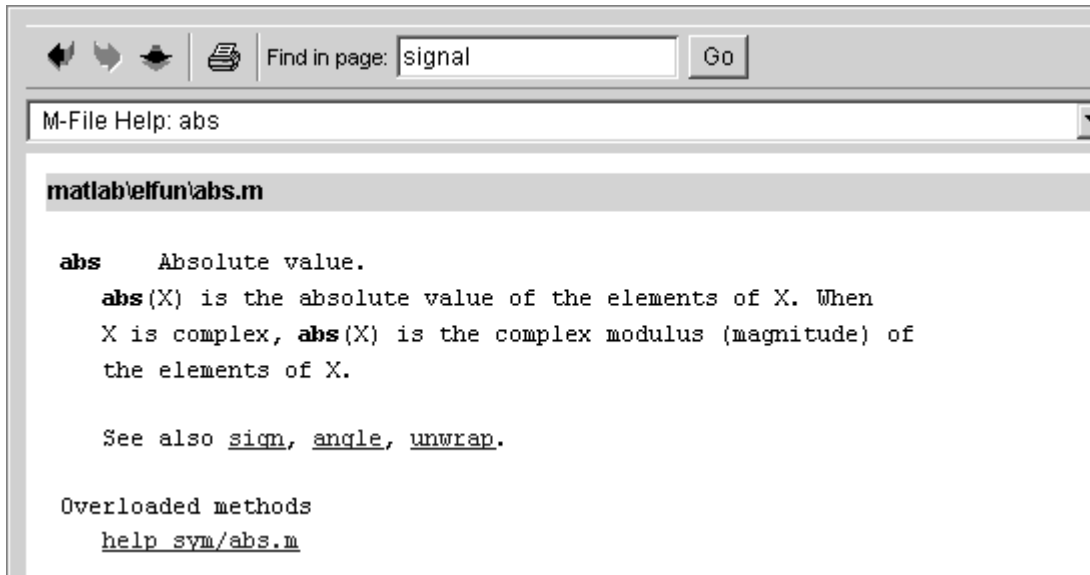 Find in page: signal Go
M-File Help: abs
matlab\elfun\abs.m
abs Absolute value.
abs(X) is the absolute value of the elements of X. When
X is complex, abs(X) is the complex modulus (magnitude) of
the elements of X.
See also sign, angle, unwrap.
Overloaded methods
help sym/abs.m